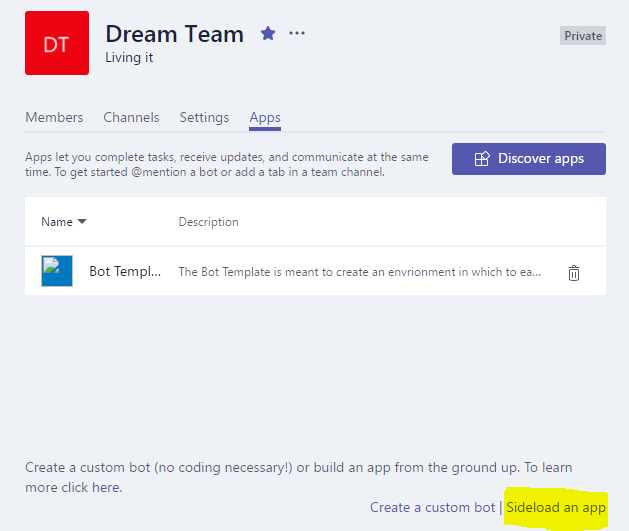 DT
Dream Team
Living it
Private
Members Channels Settings Apps
Apps let you complete tasks, receive updates, and communicate at the same
time. To get started @mention a bot or add a tab in a team channel.
Discover apps
Name Description
Bot Templ... The Bot Template is meant to create an envrionment in which to ea...
Create a custom bot (no coding necessary!) or build an app from the ground up. To learn
more click here.
Create a custom bot | Sideload an app